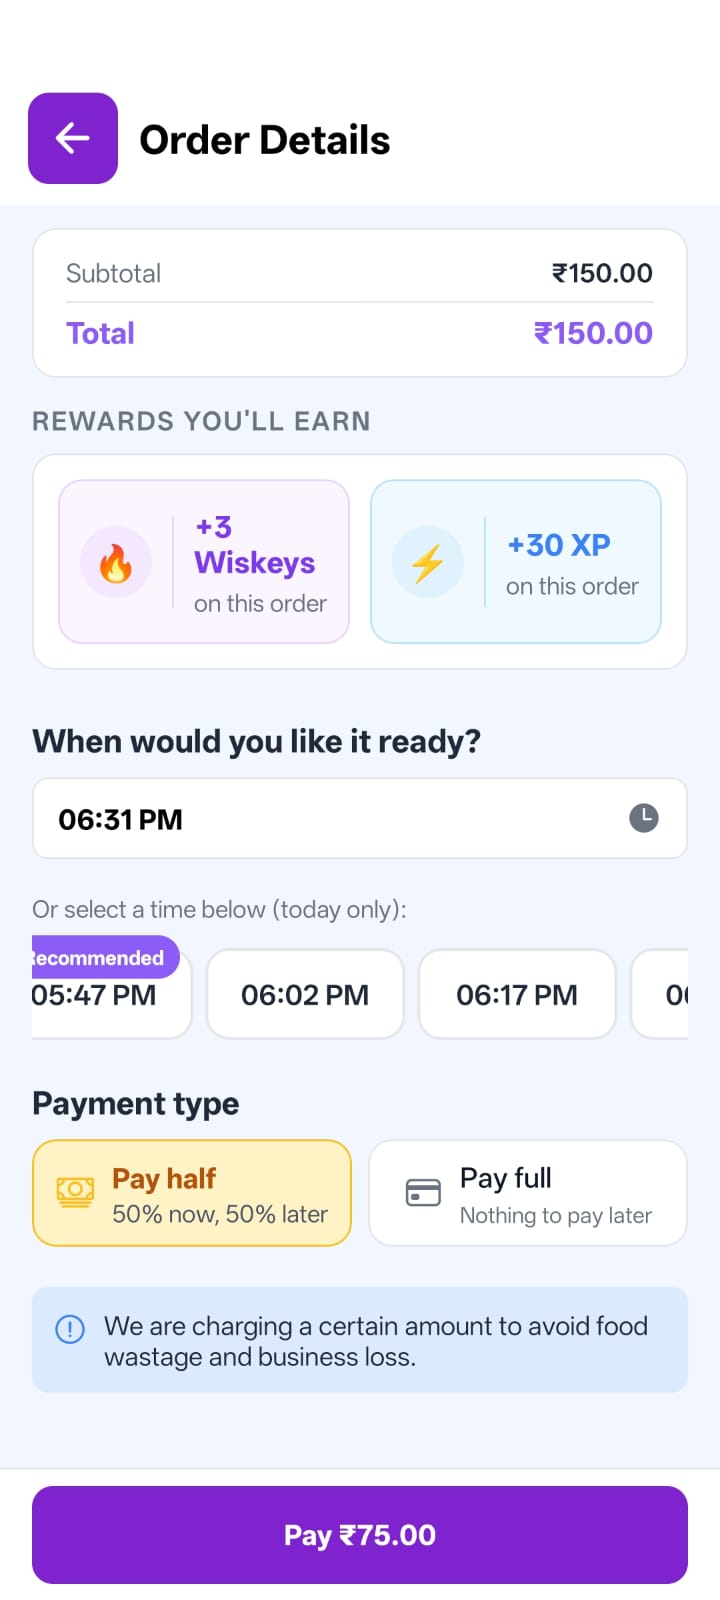 Order Details
Subtotal ₹150.00
Total ₹150.00
REWARDS YOU'LL EARN
+3
Wiskeys
on this order
+30 XP
on this order
When would you like it ready?
06:31 PM
Or select a time below (today only):
Recommended
05:47 PM 06:02 PM 06:17 PM
Payment type
Pay half
50% now, 50% later
Pay full
Nothing to pay later
We are charging a certain amount to avoid food
wastage and business loss.
Pay ₹75.00